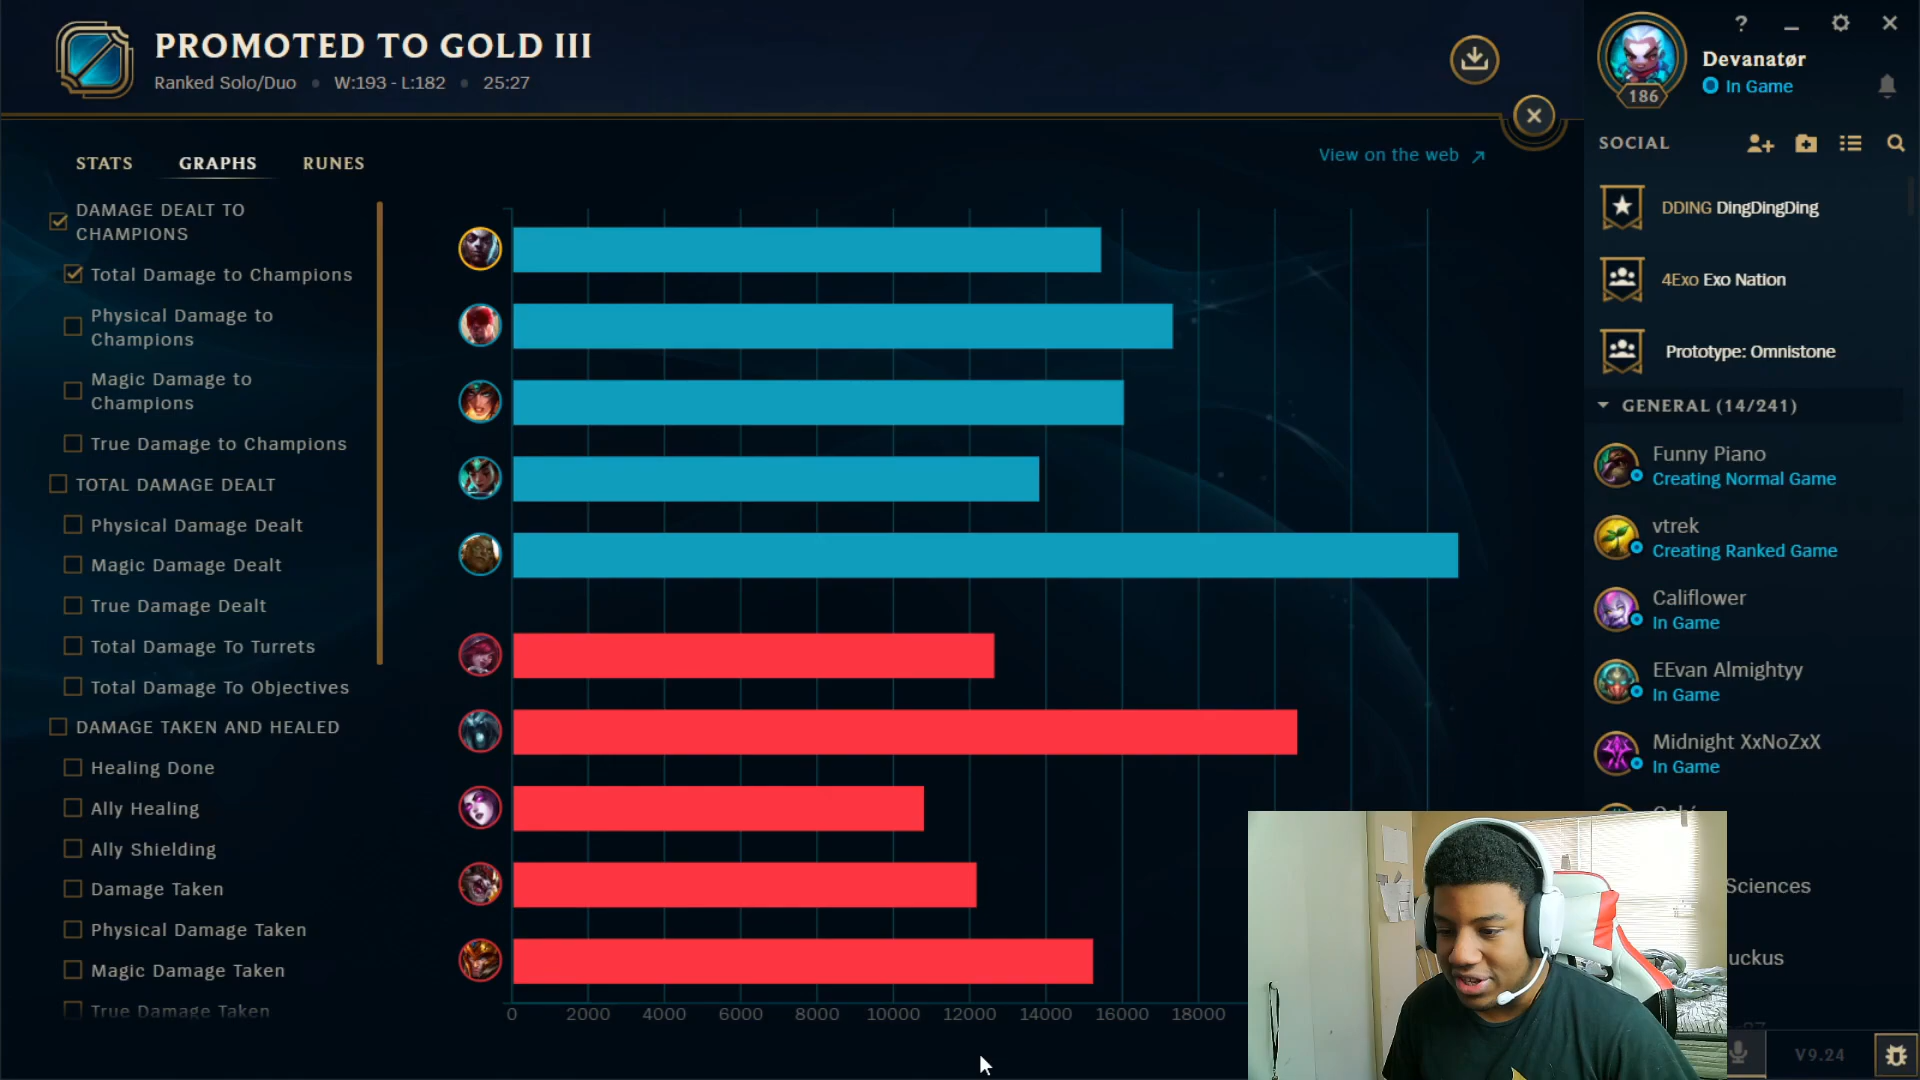 PROMOTED TO GOLD III
Ranked Solo/Duo • W:193 - L:182 • 25:27
?
Devanatør
In Game
186
STATS GRAPHS RUNES
View on the web
SOCIAL
DAMAGE DEALT TO
CHAMPIONS
Total Damage to Champions
Physical Damage to
Champions
Magic Damage to
Champions
True Damage to Champions
TOTAL DAMAGE DEALT
Physical Damage Dealt
Magic Damage Dealt
True Damage Dealt
Total Damage To Turrets
Total Damage To Objectives
DAMAGE TAKEN AND HEALED
Healing Done
Ally Healing
Ally Shielding
Damage Taken
Physical Damage Taken
Magic Damage Taken
True Damage Taken
0 2000 4000 6000 8000 10000 12000 14000 16000 18000
DDING DingDingDing
4Exo Exo Nation
Prototype: Omnistone
GENERAL (14/241)
Funny Piano
Creating Normal Game
vtrek
Creating Ranked Game
Califlower
In Game
EEvan Almightyy
In Game
Midnight XxNoZxX
In Game
Sciences
uckus
V9.24